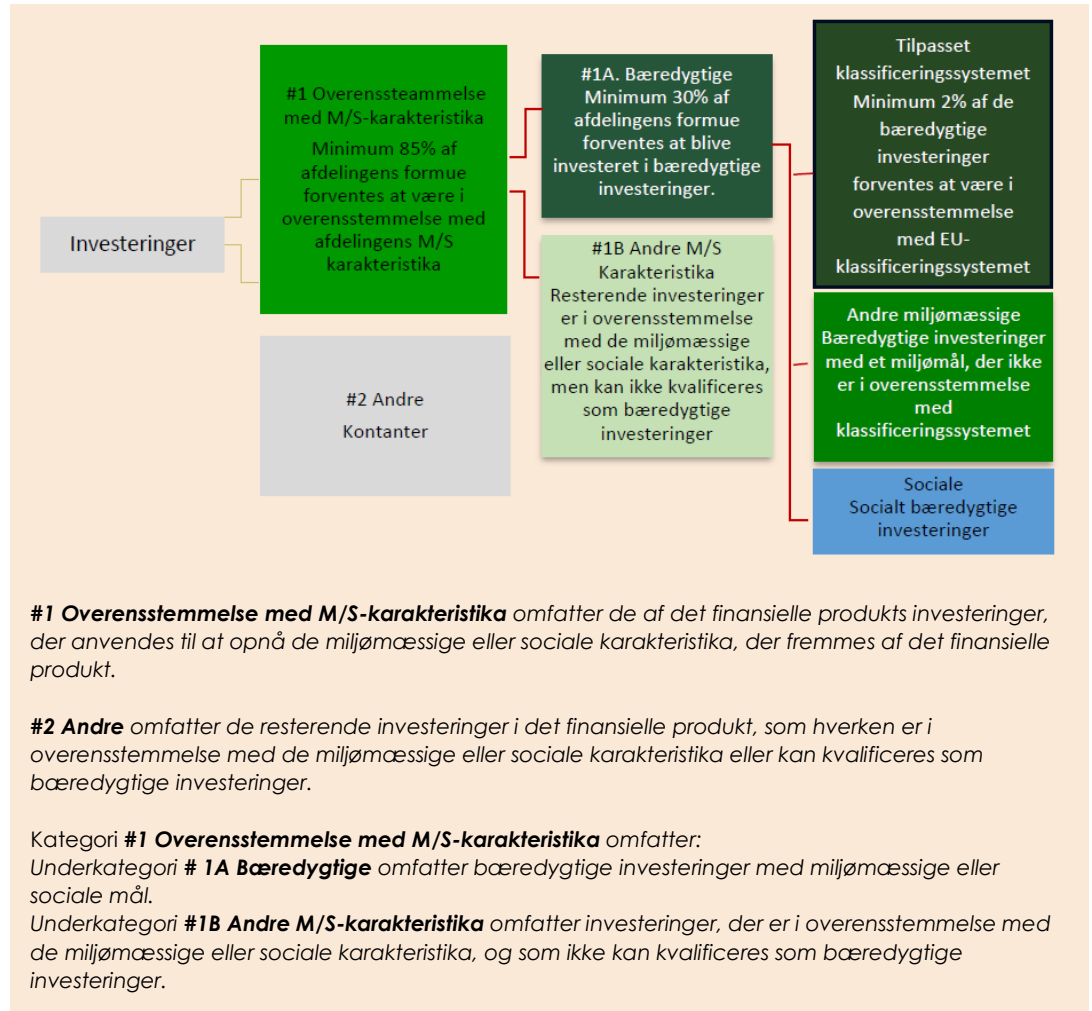 Investeringer
#1 Overenssteammelse
med M/S-karakteristika
Minimum 85% af
afdelingens formue
forventes at være i
overensstemmelse med
afdelingens M/S
karakteristika
#2 Andre
Kontanter
#1A. Bæredygtige
Minimum 30% af
afdelingens formue
forventes at blive
investeret i bæredygtige
investeringer.
#1B Andre M/S
Karakteristika
Resterende investeringer
er i overensstemmelse
med de miljømæssige
eller sociale karakteristika,
men kan ikke kvalificeres
som bæredygtige
investeringer
Tilpasset
klassificeringssystemet
Minimum 2% af de
bæredygtige
investeringer
forventes at være i
overensstemmelse
med EU-
klassificeringssystemet
Andre miljømæssige
Bæredygtige investeringer
med et miljømål, der ikke
er i overensstemmelse
med
klassificeringssystemet
Sociale
Socialt bæredygtige
investeringer
#1 Overensstemmelse med M/S-karakteristika omfatter de af det finansielle produkts investeringer,
der anvendes til at opnå de miljømæssige eller sociale karakteristika, der fremmes af det finansielle
produkt.
#2 Andre omfatter de resterende investeringer i det finansielle produkt, som hverken er i
overensstemmelse med de miljømæssige eller sociale karakteristika eller kan kvalificeres som
bæredygtige investeringer.
Kategori #1 Overensstemmelse med M/S-karakteristika omfatter:
Underkategori # 1A Bæredygtige omfatter bæredygtige investeringer med miljømæssige eller
sociale mål.
Underkategori #1B Andre M/S-karakteristika omfatter investeringer, der er i overensstemmelse med
de miljømæssige eller sociale karakteristika, og som ikke kan kvalificeres som bæredygtige
investeringer.